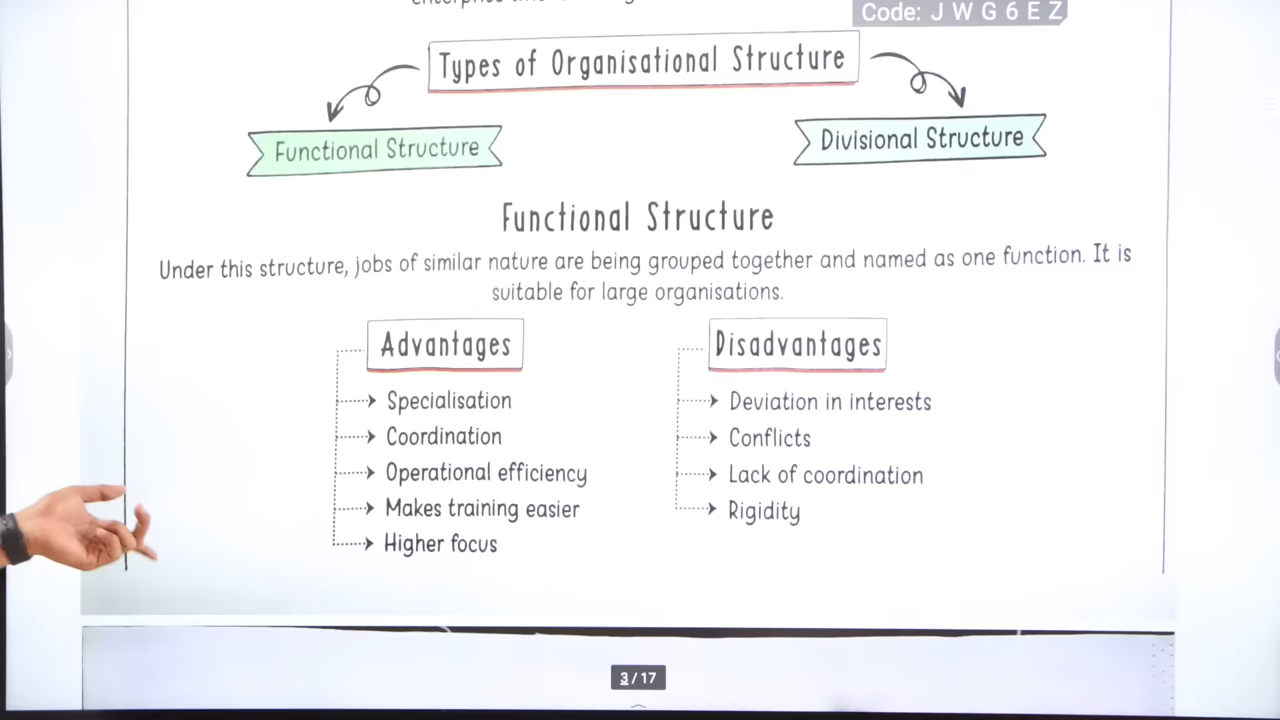 Code: J W G 6 E Z
Types of Organisational Structure
Functional Structure
Divisional Structure
Functional Structure
Under this structure, jobs of similar nature are being grouped together and named as one function. It is
suitable for large organisations.
Advantages
Disadvantages
Specialisation
Deviation in interests
Coordination
Conflicts
Operational efficiency
Lack of coordination
Makes training easier
Rigidity
Higher focus
3 / 17